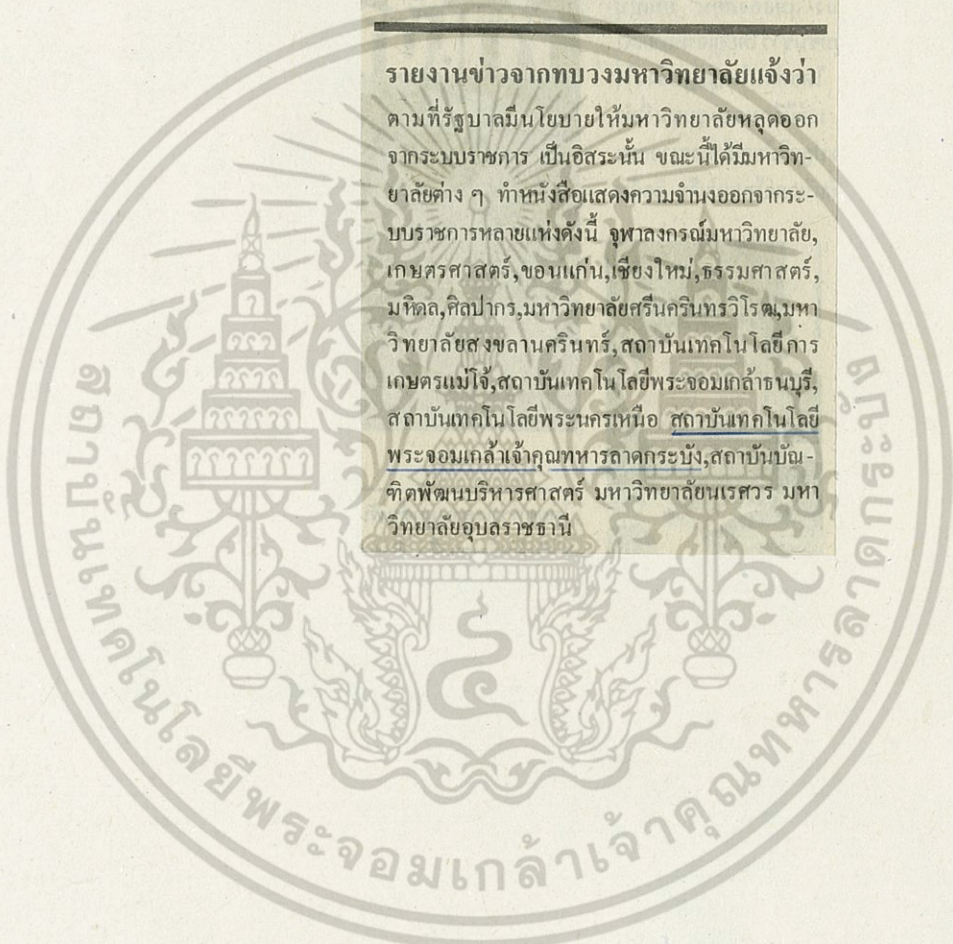 รายงานข่าวจากทบวงมหาวิทยาลัยแจ้งว่า
ตามที่รัฐบาลมีนโยบายให้มหาวิทยาลัยหลุดออก
จากระบบราชการ เป็นอิสระนั้น ขณะนี้ได้มีมหาวิท-
ยาลัยต่าง ๆ ทำหนังสือแสดงความจำนงออกจากระ-
บบราชการหลายแห่งดังนี้ จุฬาลงกรณ์มหาวิทยาลัย,
เกษตรศาสตร์,ขอนแก่น,เชียงใหม่,ธรรมศาสตร์,
มหิดล,ศิลปากร,มหาวิทยาลัยศรีนครินทรวิโรฒ,มหา
วิทยาลัยสงขลานครินทร์,สถาบันเทคโนโลยีการ
เกษตรแม่โจ้,สถาบันเทคโนโลยีพระจอมเกล้าธนบุรี,
สถาบันเทคโนโลยีพระนครเหนือ สถาบันเทคโนโลยี
พระจอมเกล้าเจ้าคุณทหารลาดกระบัง,สถาบันบัณ-
ฑิตพัฒนบริหารศาสตร์ มหาวิทยาลัยนเรศวร มหา
วิทยาลัยอุบลราชธานี
สถาบันเทคโนโลยีพระจอมเกล้าเจ้าคุณทหารลาดกระบัง
๔